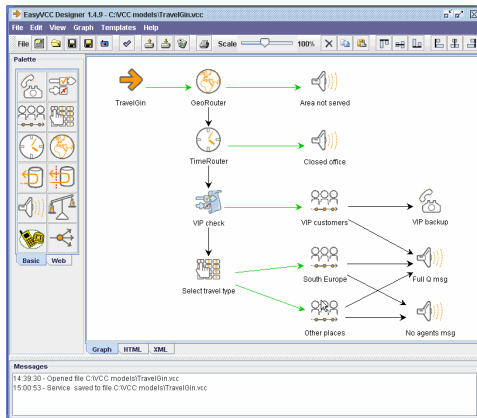 EasyVCC Designer 1.4.9 - C:\VCC models\TravelGin.vcc
File Edit View Graph Templates Help
File Scale 100%
Palette
TravelGin
GeoRouter
Area not served
TimeRouter
Closed office
VIP check
VIP customers
VIP backup
Basic Web
Select travel type
South Europe
Full Q msg
Other places
No agents msg
Graph HTML XML
Messages
14:39:30 - Opened file C:\VCC models\TravelGin.vcc
15:00:53 - Service saved to file C:\VCC models\TravelGin.vcc